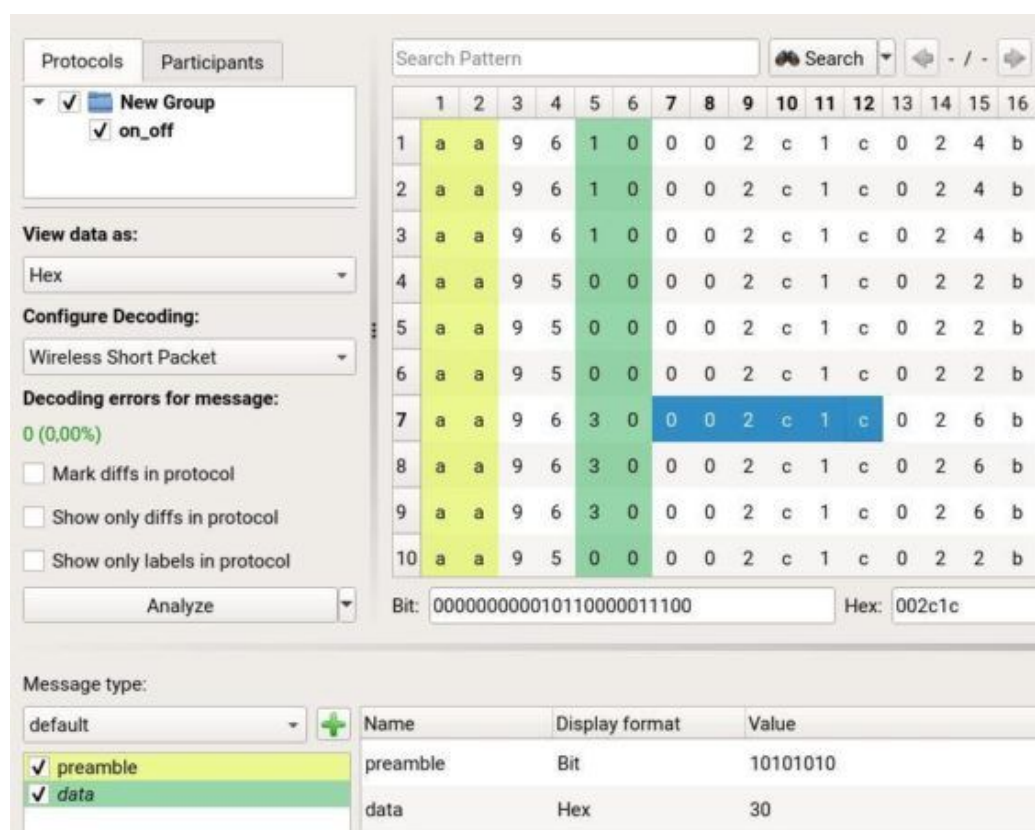 Protocols Participants
New Group
on_off
View data as:
Hex
Configure Decoding:
Wireless Short Packet
Decoding errors for message:
0 (0,00%)
Mark diffs in protocol
Show only diffs in protocol
Show only labels in protocol
Analyze
Search Pattern Search - / -
1 2 3 4 5 6 7 8 9 10 11 12 13 14 15 16
1 a a 9 6 1 0 0 0 2 c 1 c 0 2 4 b
2 a a 9 6 1 0 0 0 2 c 1 c 0 2 4 b
3 a a 9 6 1 0 0 0 2 c 1 c 0 2 4 b
4 a a 9 5 0 0 0 0 2 c 1 c 0 2 2 b
5 a a 9 5 0 0 0 0 2 c 1 c 0 2 2 b
6 a a 9 5 0 0 0 0 2 c 1 c 0 2 2 b
7 a a 9 6 3 0 0 0 2 c 1 c 0 2 6 b
8 a a 9 6 3 0 0 0 2 c 1 c 0 2 6 b
9 a a 9 6 3 0 0 0 2 c 1 c 0 2 6 b
10 a a 9 5 0 0 0 0 2 c 1 c 0 2 2 b
Bit: 000000000010110000011100 Hex: 002c1c
Message type:
default
preamble
data
Name Display format Value
preamble Bit 10101010
data Hex 30